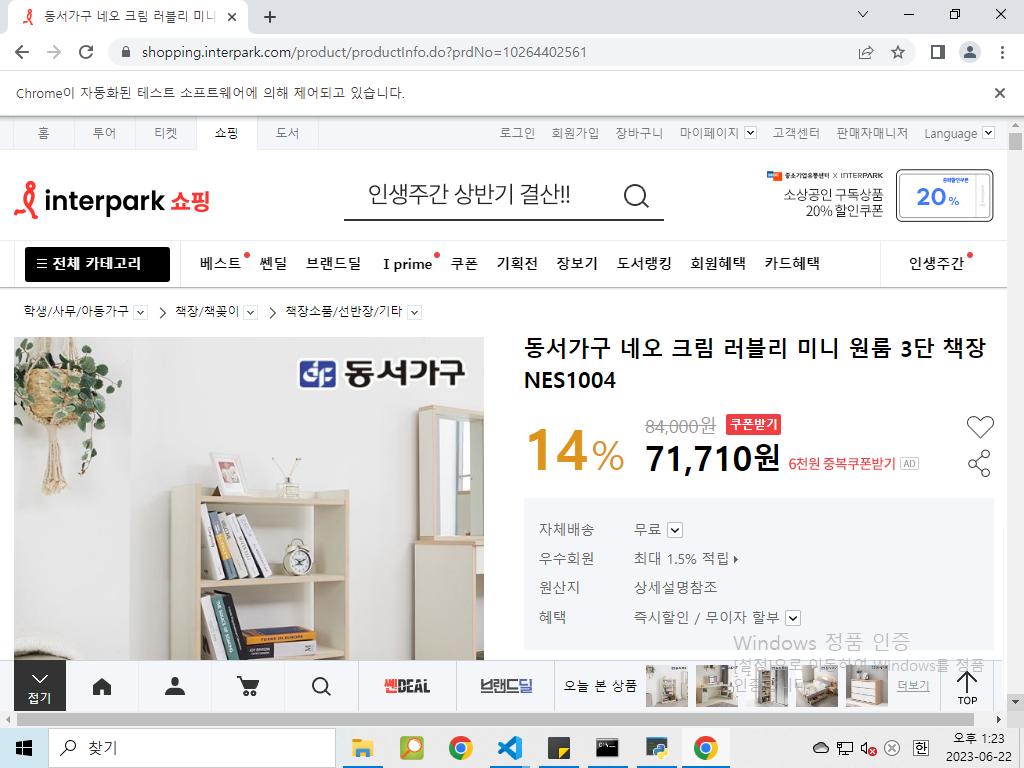 동서가구 네오 크림 러블리 미니
Chrome이 자동화된 테스트 소프트웨어에 의해 제어되고 있습니다.
shopping.interpark.com/product/productInfo.do?prdNo=10264402561
홈 투어 티켓 쇼핑 도서 로그인 회원가입 장바구니 마이페이지 고객센터 판매자매니저 Language
interpark 쇼핑
인생주간 상반기 결산!!
중소기업유통센터 X INTERPARK
소상공인 구독상품
20% 할인쿠폰
20%
전체 카테고리 베스트 쎈딜 브랜드딜 I prime 쿠폰 기획전 장보기 도서랭킹 회원혜택 카드혜택 인생주간
학생/사무/아동가구 책장/책꽂이 책장소품/선반장/기타
동서가구
동서가구 네오 크림 러블리 미니 원룸 3단 책장
NES1004
14%
84,000원 쿠폰받기
71,710원 6천원 중복쿠폰받기 AD
자체배송 무료
우수회원 최대 1.5% 적립
원산지 상세설명참조
혜택 즉시할인 / 무이자 할부
Windows 정품 인증
[설정]으로 이동하여 Windows를 정품
인증합니다.
접기
쎈DEAL
브랜드딜
오늘 본 상품
더보기
TOP
찾기
한
오후 1:23
2023-06-22